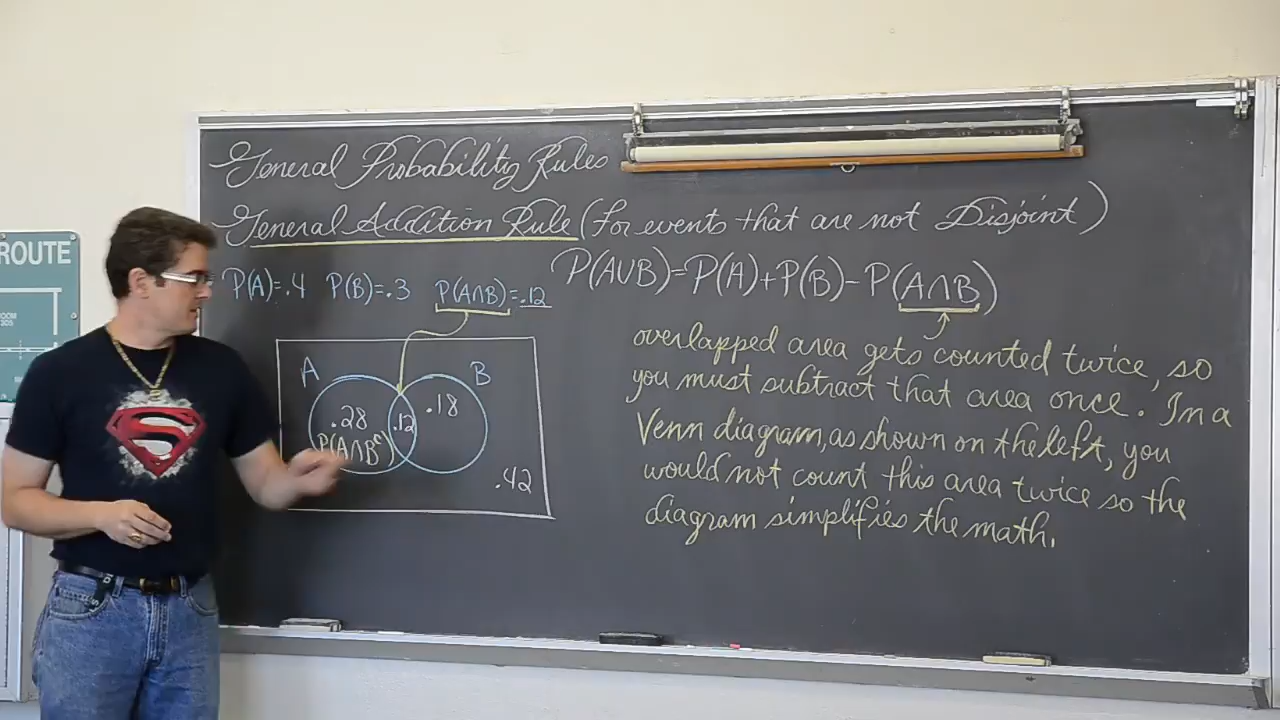 General Probability Rules
General Addition Rule (for events that are not Disjoint)
P(A)=.4 P(B)=.3 P(A∩B)=.12
P(A∪B)=P(A)+P(B)-P(A∩B)
overlapped area gets counted twice, so
you must subtract that area once. In a
Venn diagram, as shown on the left, you
would not count this area twice so the
diagram simplifies the math.
A
B
.28
.12
.18
P(A∩Bᶜ)
.42
ROUTE
S